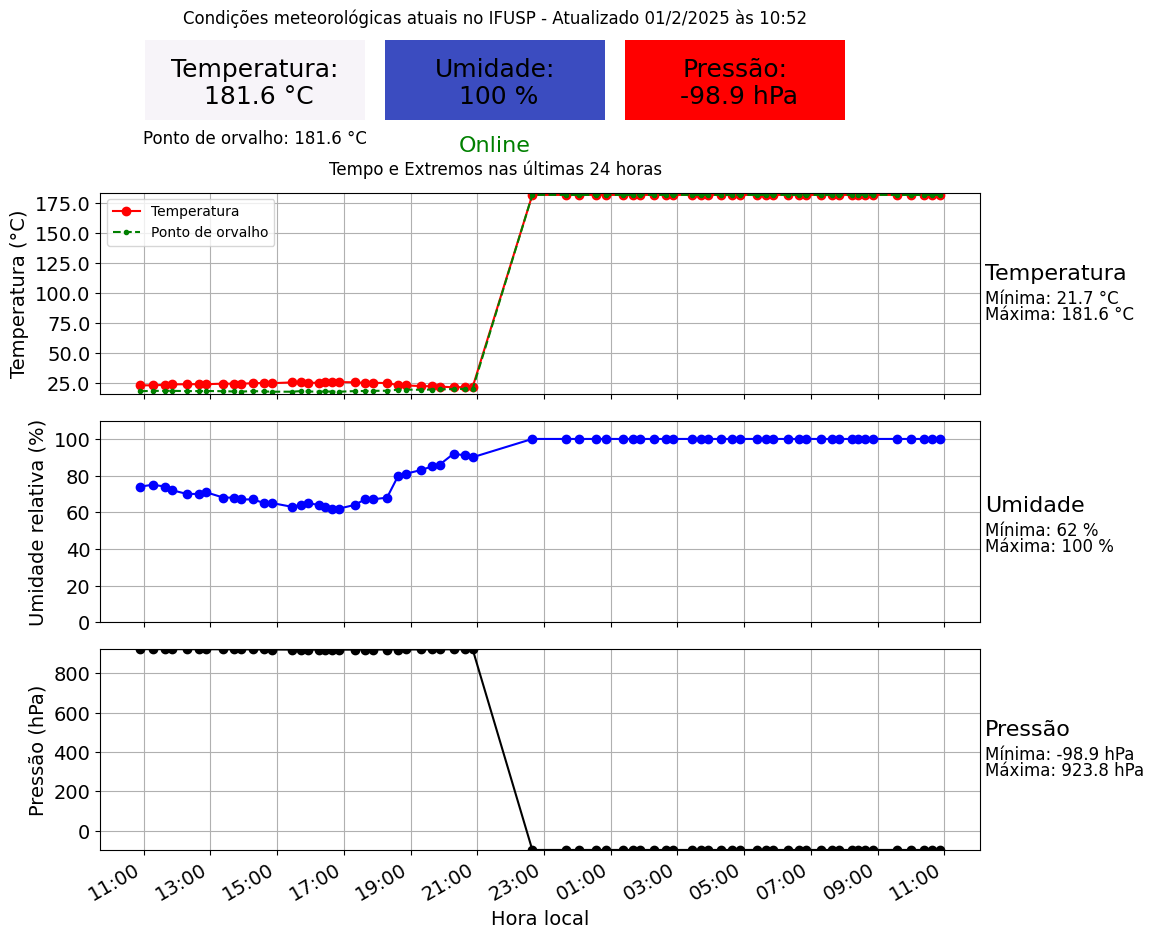 Condições meteorológicas atuais no IFUSP - Atualizado 01/2/2025 às 10:52
Temperatura:
181.6 °C
Umidade:
100 %
Pressão:
-98.9 hPa
Ponto de orvalho: 181.6 °C
Online
Tempo e Extremos nas últimas 24 horas
Temperatura (°C)
175.0
150.0
125.0
100.0
75.0
50.0
25.0
Temperatura
Ponto de orvalho
Temperatura
Mínima: 21.7 °C
Máxima: 181.6 °C
Umidade relativa (%)
100
80
60
40
20
0
Umidade
Mínima: 62 %
Máxima: 100 %
Pressão (hPa)
800
600
400
200
0
Pressão
Mínima: -98.9 hPa
Máxima: 923.8 hPa
11:00
13:00
15:00
17:00
19:00
21:00
23:00
01:00
03:00
05:00
07:00
09:00
11:00
Hora local